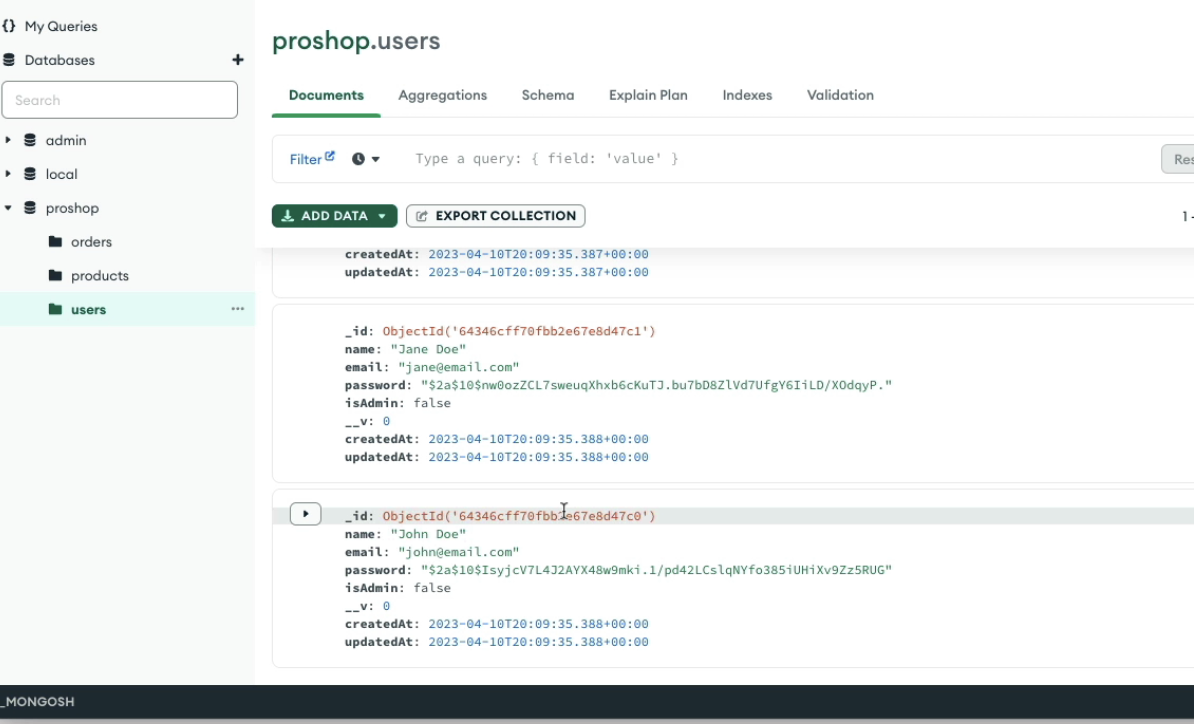 {} My Queries
Databases +
Search
admin
local
proshop
orders
products
users ...
proshop.users
Documents Aggregations Schema Explain Plan Indexes Validation
Filter Type a query: { field: 'value' }
Res
ADD DATA EXPORT COLLECTION
1 -
createdAt: 2023-04-10T20:09:35.387+00:00
updatedAt: 2023-04-10T20:09:35.387+00:00
_id: ObjectId('64346cff70fbb2e67e8d47c1')
name: "Jane Doe"
email: "jane@email.com"
password: "$2a$10$nw0ozZCL7sweuqXhxb6cKuTJ.bu7bD8ZlVd7UfgY6IiLD/XOdqyP."
isAdmin: false
__v: 0
createdAt: 2023-04-10T20:09:35.388+00:00
updatedAt: 2023-04-10T20:09:35.388+00:00
_id: ObjectId('64346cff70fbb2e67e8d47c0')
name: "John Doe"
email: "john@email.com"
password: "$2a$10$IsyjcV7L4J2AYX48w9mki.1/pd42LCslqNYfo385iUHiXv9Zz5RUG"
isAdmin: false
__v: 0
createdAt: 2023-04-10T20:09:35.388+00:00
updatedAt: 2023-04-10T20:09:35.388+00:00
_MONGOSH